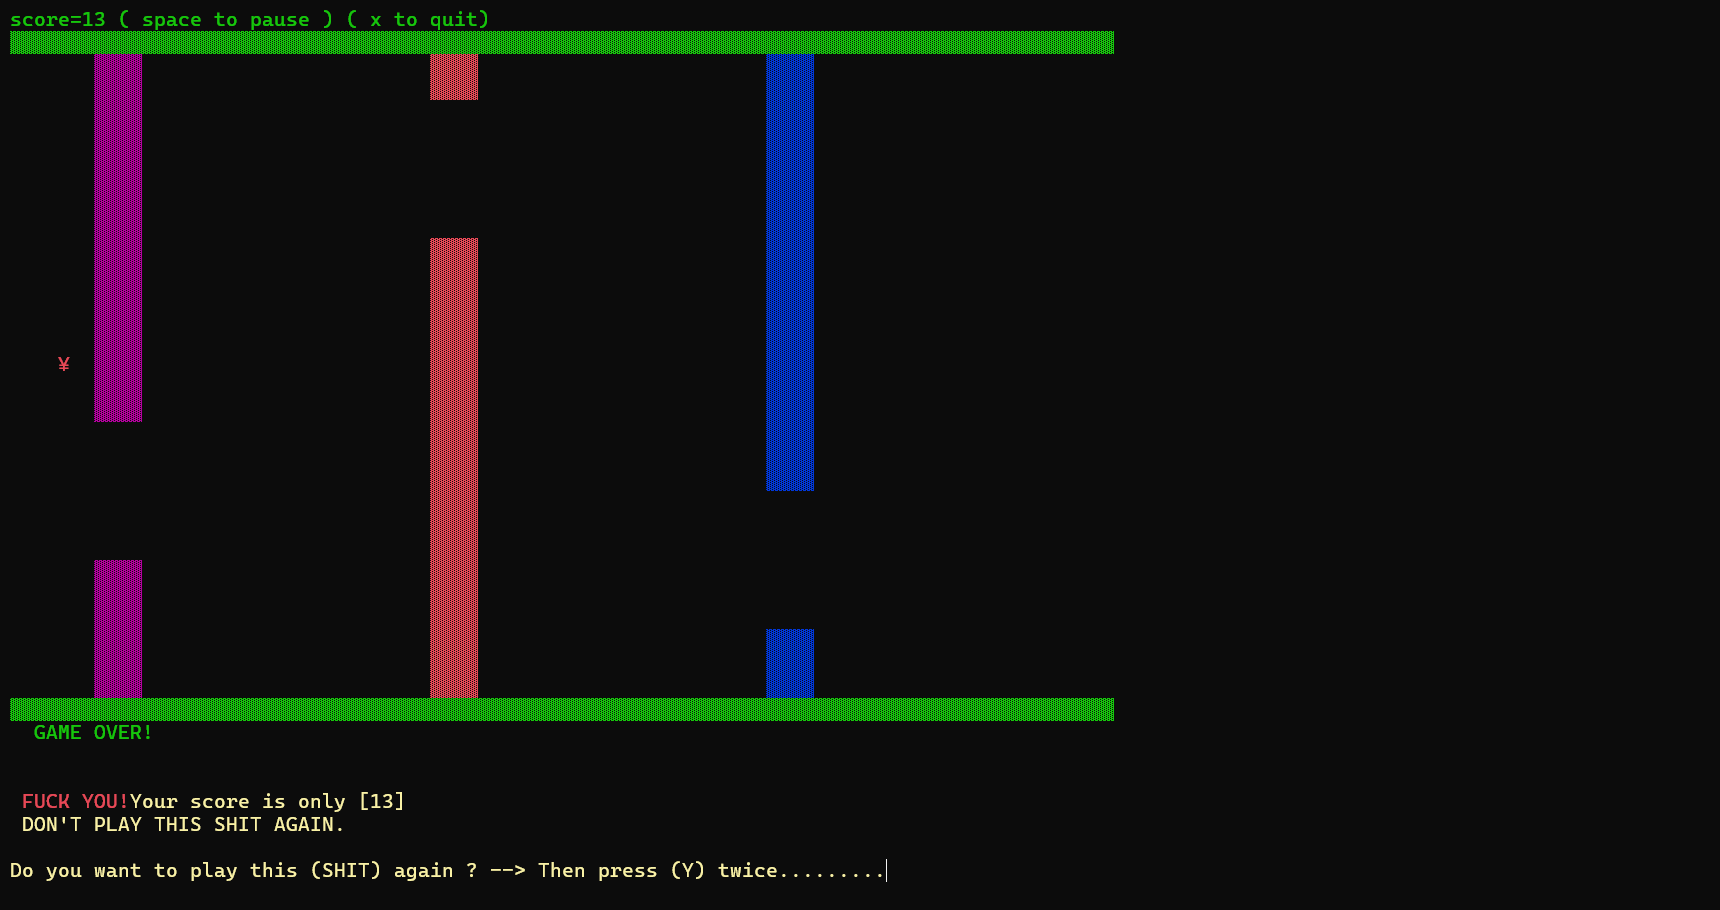 score=13 ( space to pause ) ( x to quit)
¥
GAME OVER!
FUCK YOU!Your score is only [13]
DON'T PLAY THIS SHIT AGAIN.
Do you want to play this (SHIT) again ? --> Then press (Y) twice.........